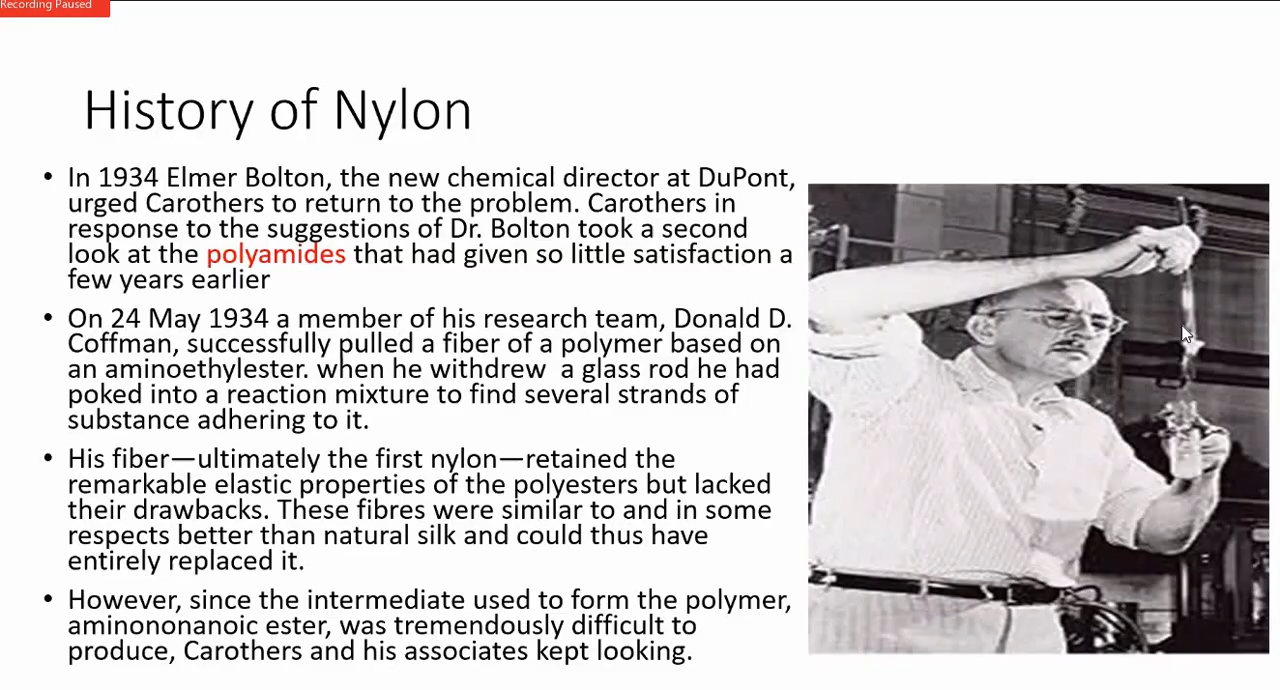 Recording Paused
History of Nylon
• In 1934 Elmer Bolton, the new chemical director at DuPont,
urged Carothers to return to the problem. Carothers in
response to the suggestions of Dr. Bolton took a second
look at the polyamides that had given so little satisfaction a
few years earlier
• On 24 May 1934 a member of his research team, Donald D.
Coffman, successfully pulled a fiber of a polymer based on
an aminoethylester. when he withdrew  a glass rod he had
poked into a reaction mixture to find several strands of
substance adhering to it.
• His fiber—ultimately the first nylon—retained the
remarkable elastic properties of the polyesters but lacked
their drawbacks. These fibres were similar to and in some
respects better than natural silk and could thus have
entirely replaced it.
• However, since the intermediate used to form the polymer,
aminononanoic ester, was tremendously difficult to
produce, Carothers and his associates kept looking.